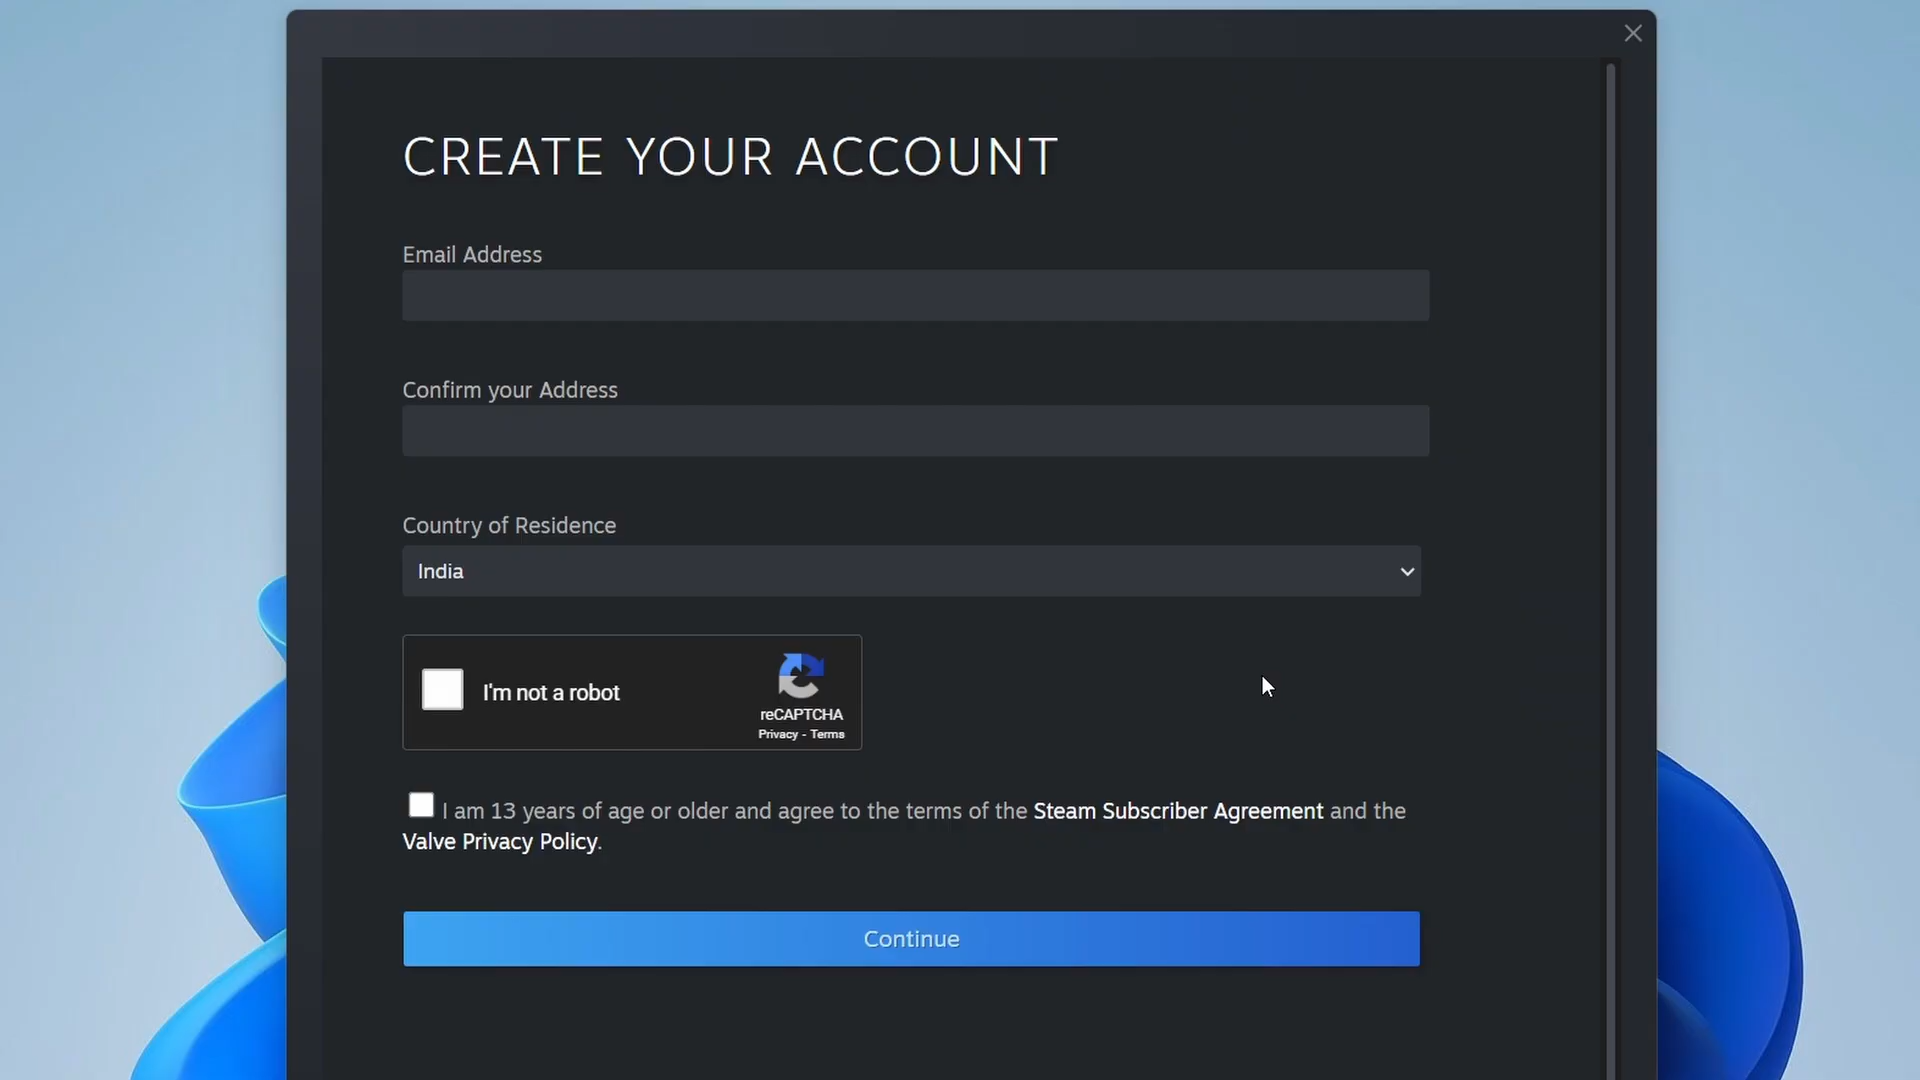 CREATE YOUR ACCOUNT
Email Address
Confirm your Address
Country of Residence
India
I'm not a robot
reCAPTCHA
Privacy - Terms
I am 13 years of age or older and agree to the terms of the Steam Subscriber Agreement and the
Valve Privacy Policy.
Continue